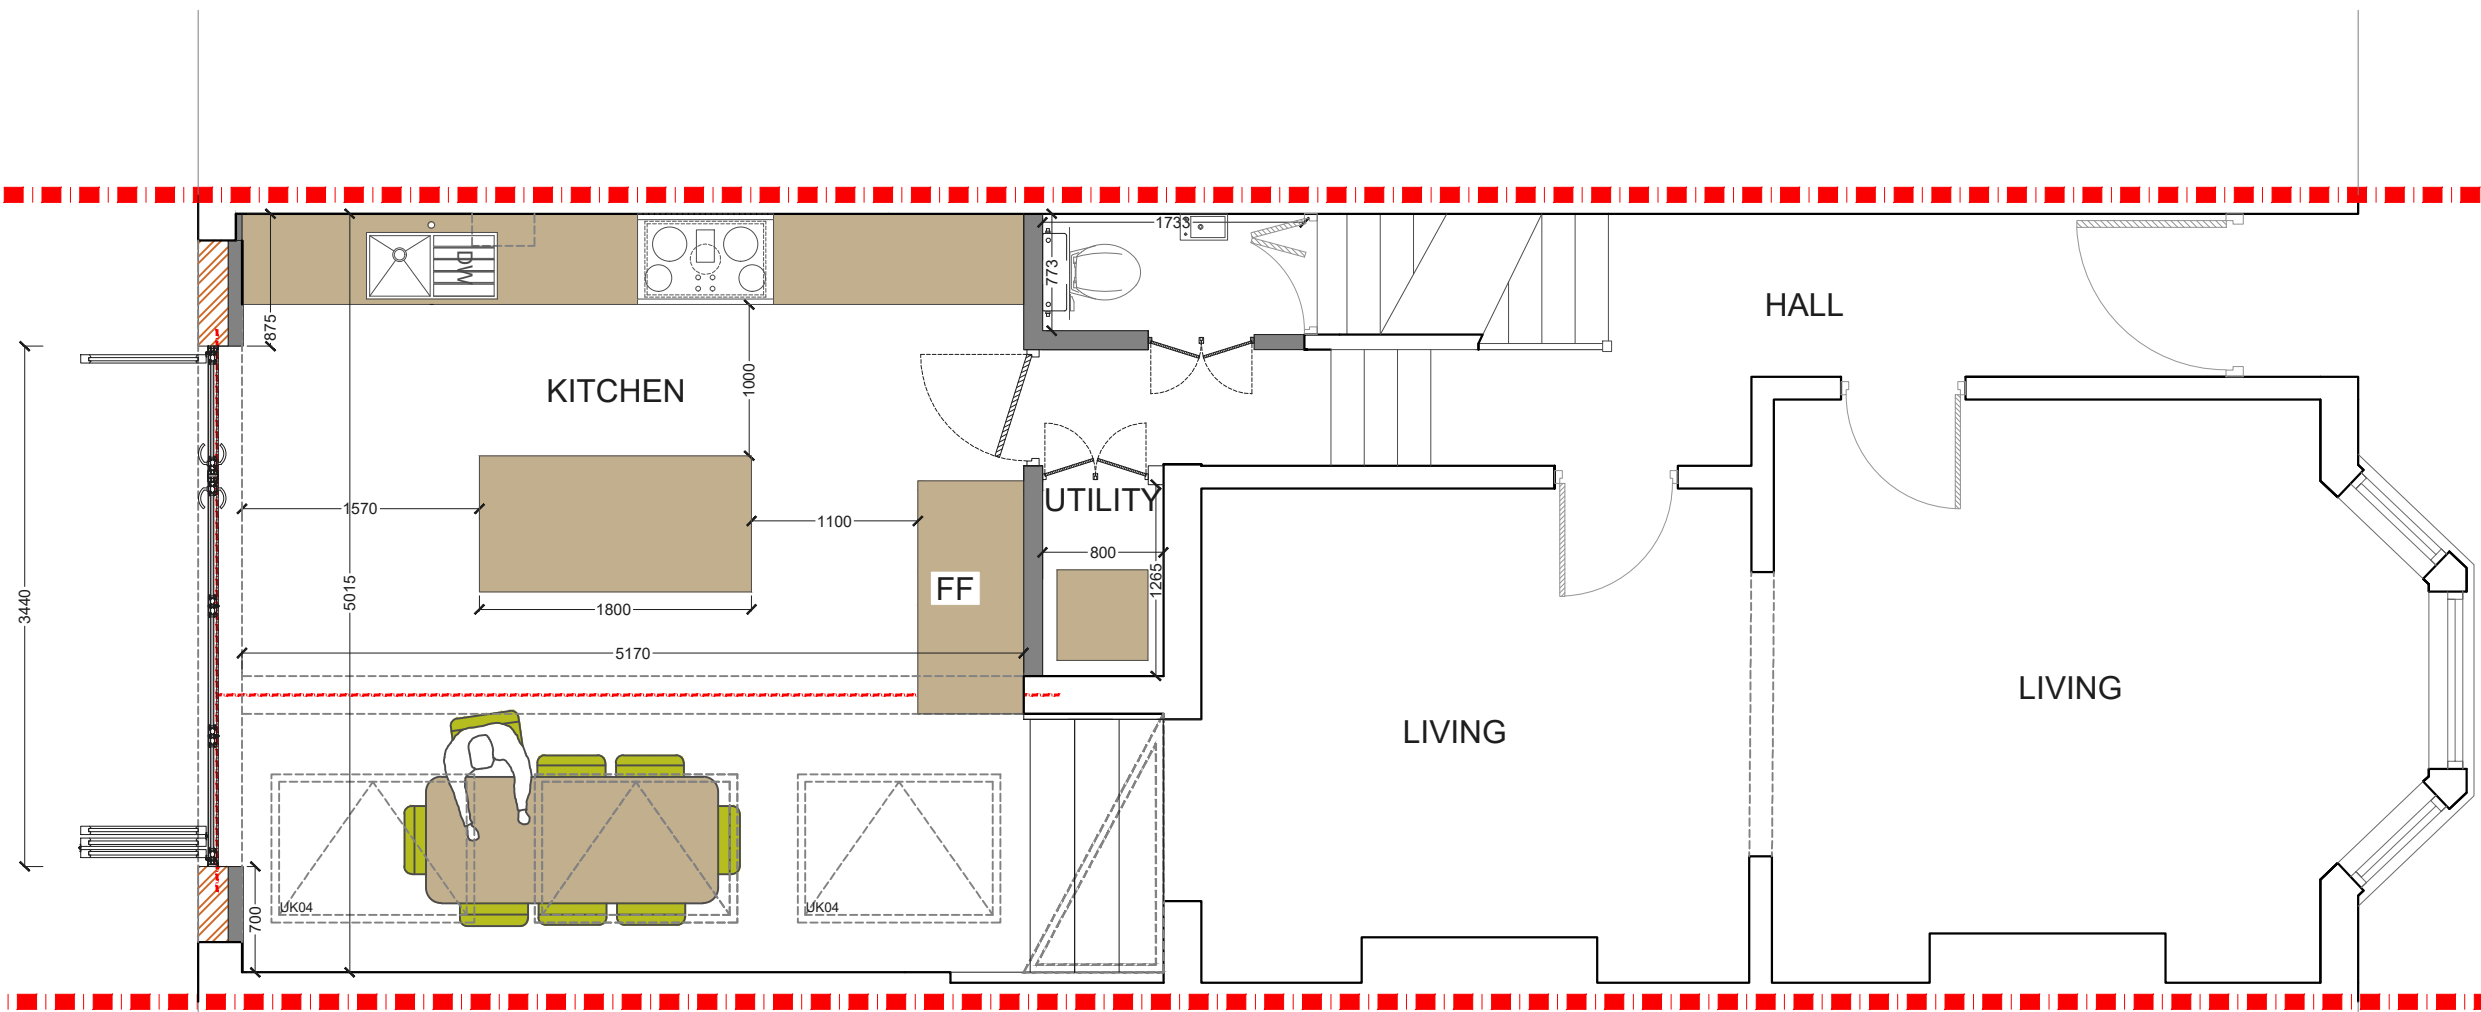 1733
DW
773
HALL
875
KITCHEN
1000
UTILITY
1570
1100
800
1265
FF
5015
3440
1800
5170
LIVING
LIVING
UK04
UK04
700